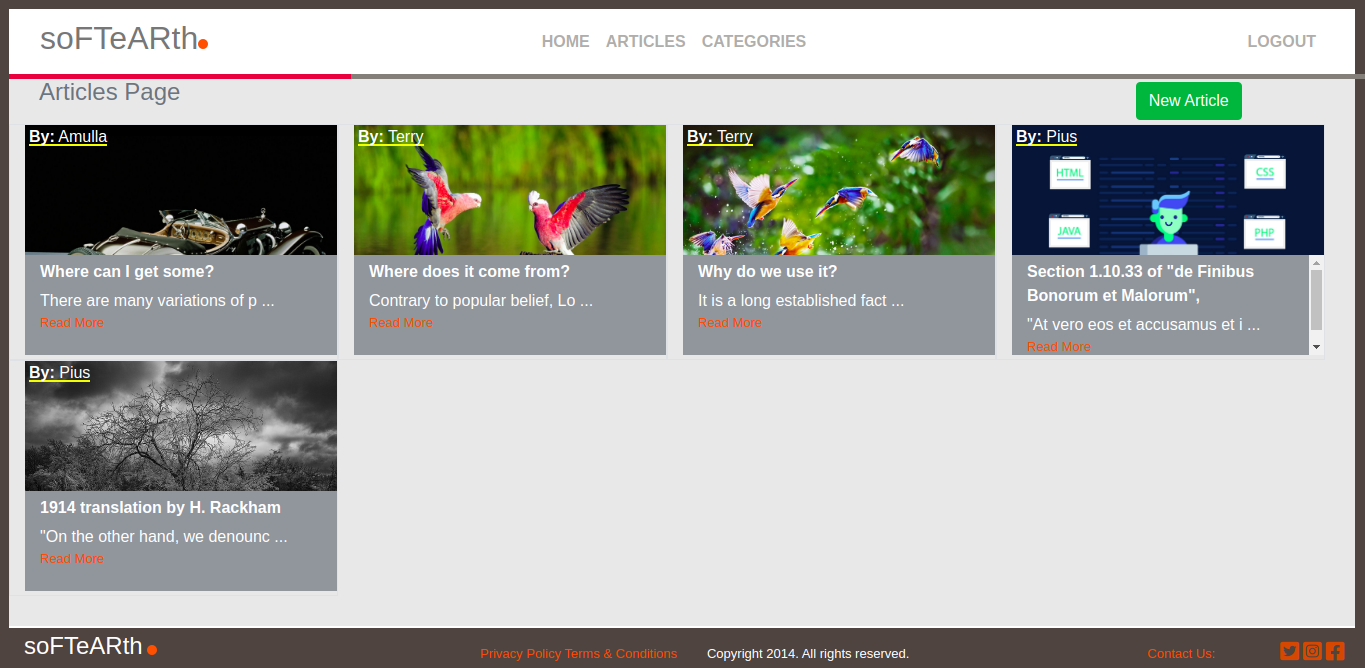 soFTeARth
HOME ARTICLES CATEGORIES
LOGOUT
Articles Page
New Article
By: Amulla
Where can I get some?
There are many variations of p ...
Read More
By: Terry
Where does it come from?
Contrary to popular belief, Lo ...
Read More
By: Terry
Why do we use it?
It is a long established fact ...
Read More
By: Pius
HTML
CSS
JAVA
PHP
Section 1.10.33 of "de Finibus
Bonorum et Malorum",
"At vero eos et accusamus et i ...
Read More
By: Pius
1914 translation by H. Rackham
"On the other hand, we denounc ...
Read More
soFTeARth
Privacy Policy Terms & Conditions
Copyright 2014. All rights reserved.
Contact Us: